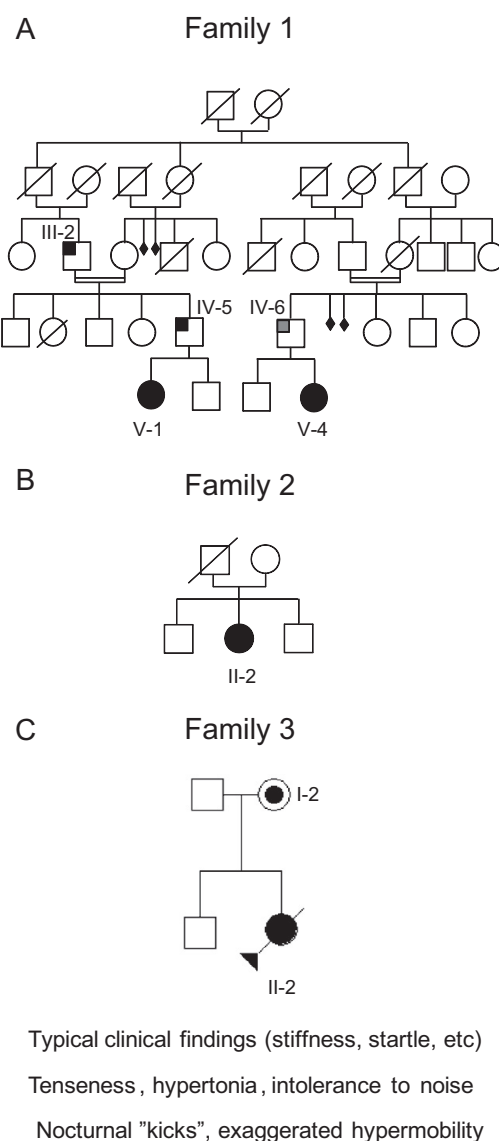 A Family 1
III-2
IV-5 IV-6
V-1 V-4
B Family 2
II-2
C Family 3
I-2
II-2
Typical clinical findings (stiffness, startle, etc)
Tenseness, hypertonia, intolerance to noise
Nocturnal ”kicks”, exaggerated hypermobility